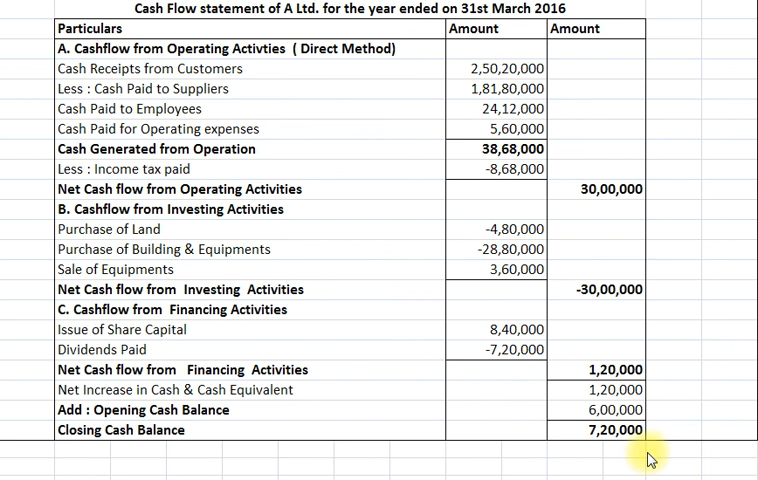 Cash Flow statement of A Ltd. for the year ended on 31st March 2016
Particulars Amount Amount
A. Cashflow from Operating Activties ( Direct Method)
Cash Receipts from Customers 2,50,20,000
Less : Cash Paid to Suppliers 1,81,80,000
Cash Paid to Employees 24,12,000
Cash Paid for Operating expenses 5,60,000
Cash Generated from Operation 38,68,000
Less : Income tax paid -8,68,000
Net Cash flow from Operating Activities 30,00,000
B. Cashflow from Investing Activities
Purchase of Land -4,80,000
Purchase of Building & Equipments -28,80,000
Sale of Equipments 3,60,000
Net Cash flow from Investing Activities -30,00,000
C. Cashflow from Financing Activities
Issue of Share Capital 8,40,000
Dividends Paid -7,20,000
Net Cash flow from Financing Activities 1,20,000
Net Increase in Cash & Cash Equivalent 1,20,000
Add : Opening Cash Balance 6,00,000
Closing Cash Balance 7,20,000